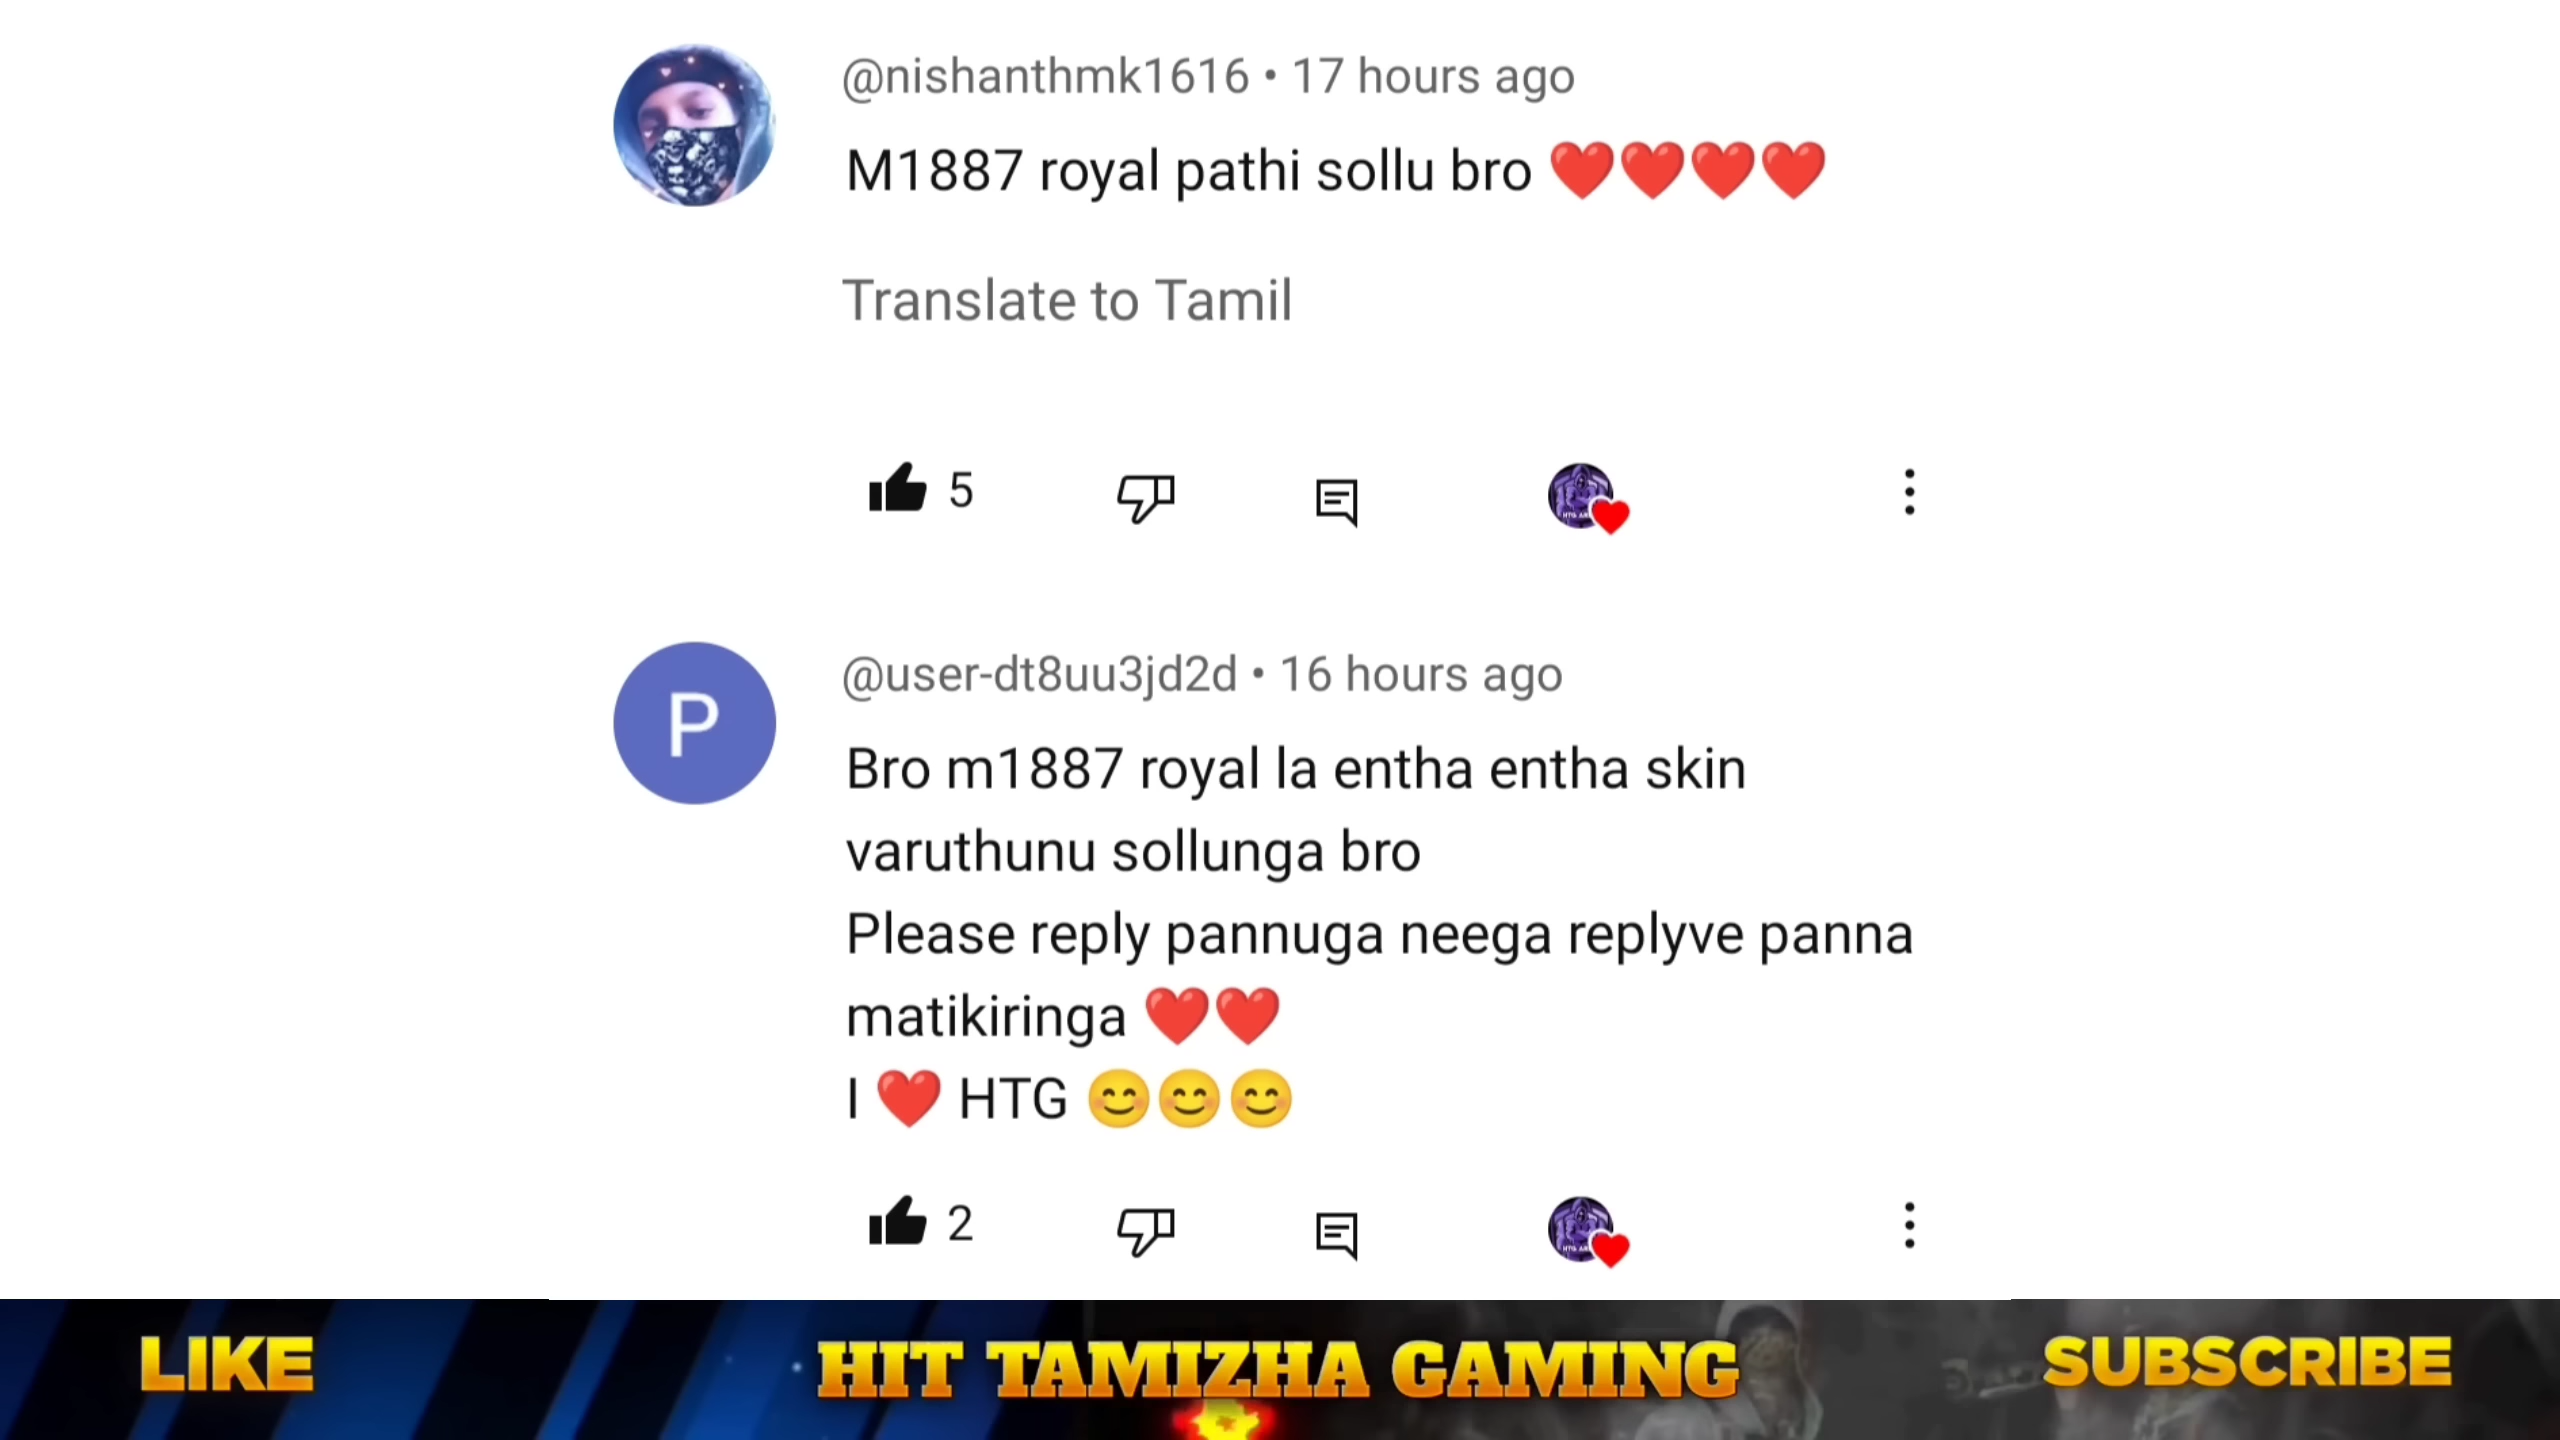 @nishanthmk1616 • 17 hours ago
M1887 royal pathi sollu bro ❤️❤️❤️❤️
Translate to Tamil
5
P
@user-dt8uu3jd2d • 16 hours ago
Bro m1887 royal la entha entha skin
varuthunu sollunga bro
Please reply pannuga neega replyve panna
matikiringa ❤️❤️
I ❤️ HTG 😊😊😊
2
LIKE
HIT TAMIZHA GAMING
SUBSCRIBE